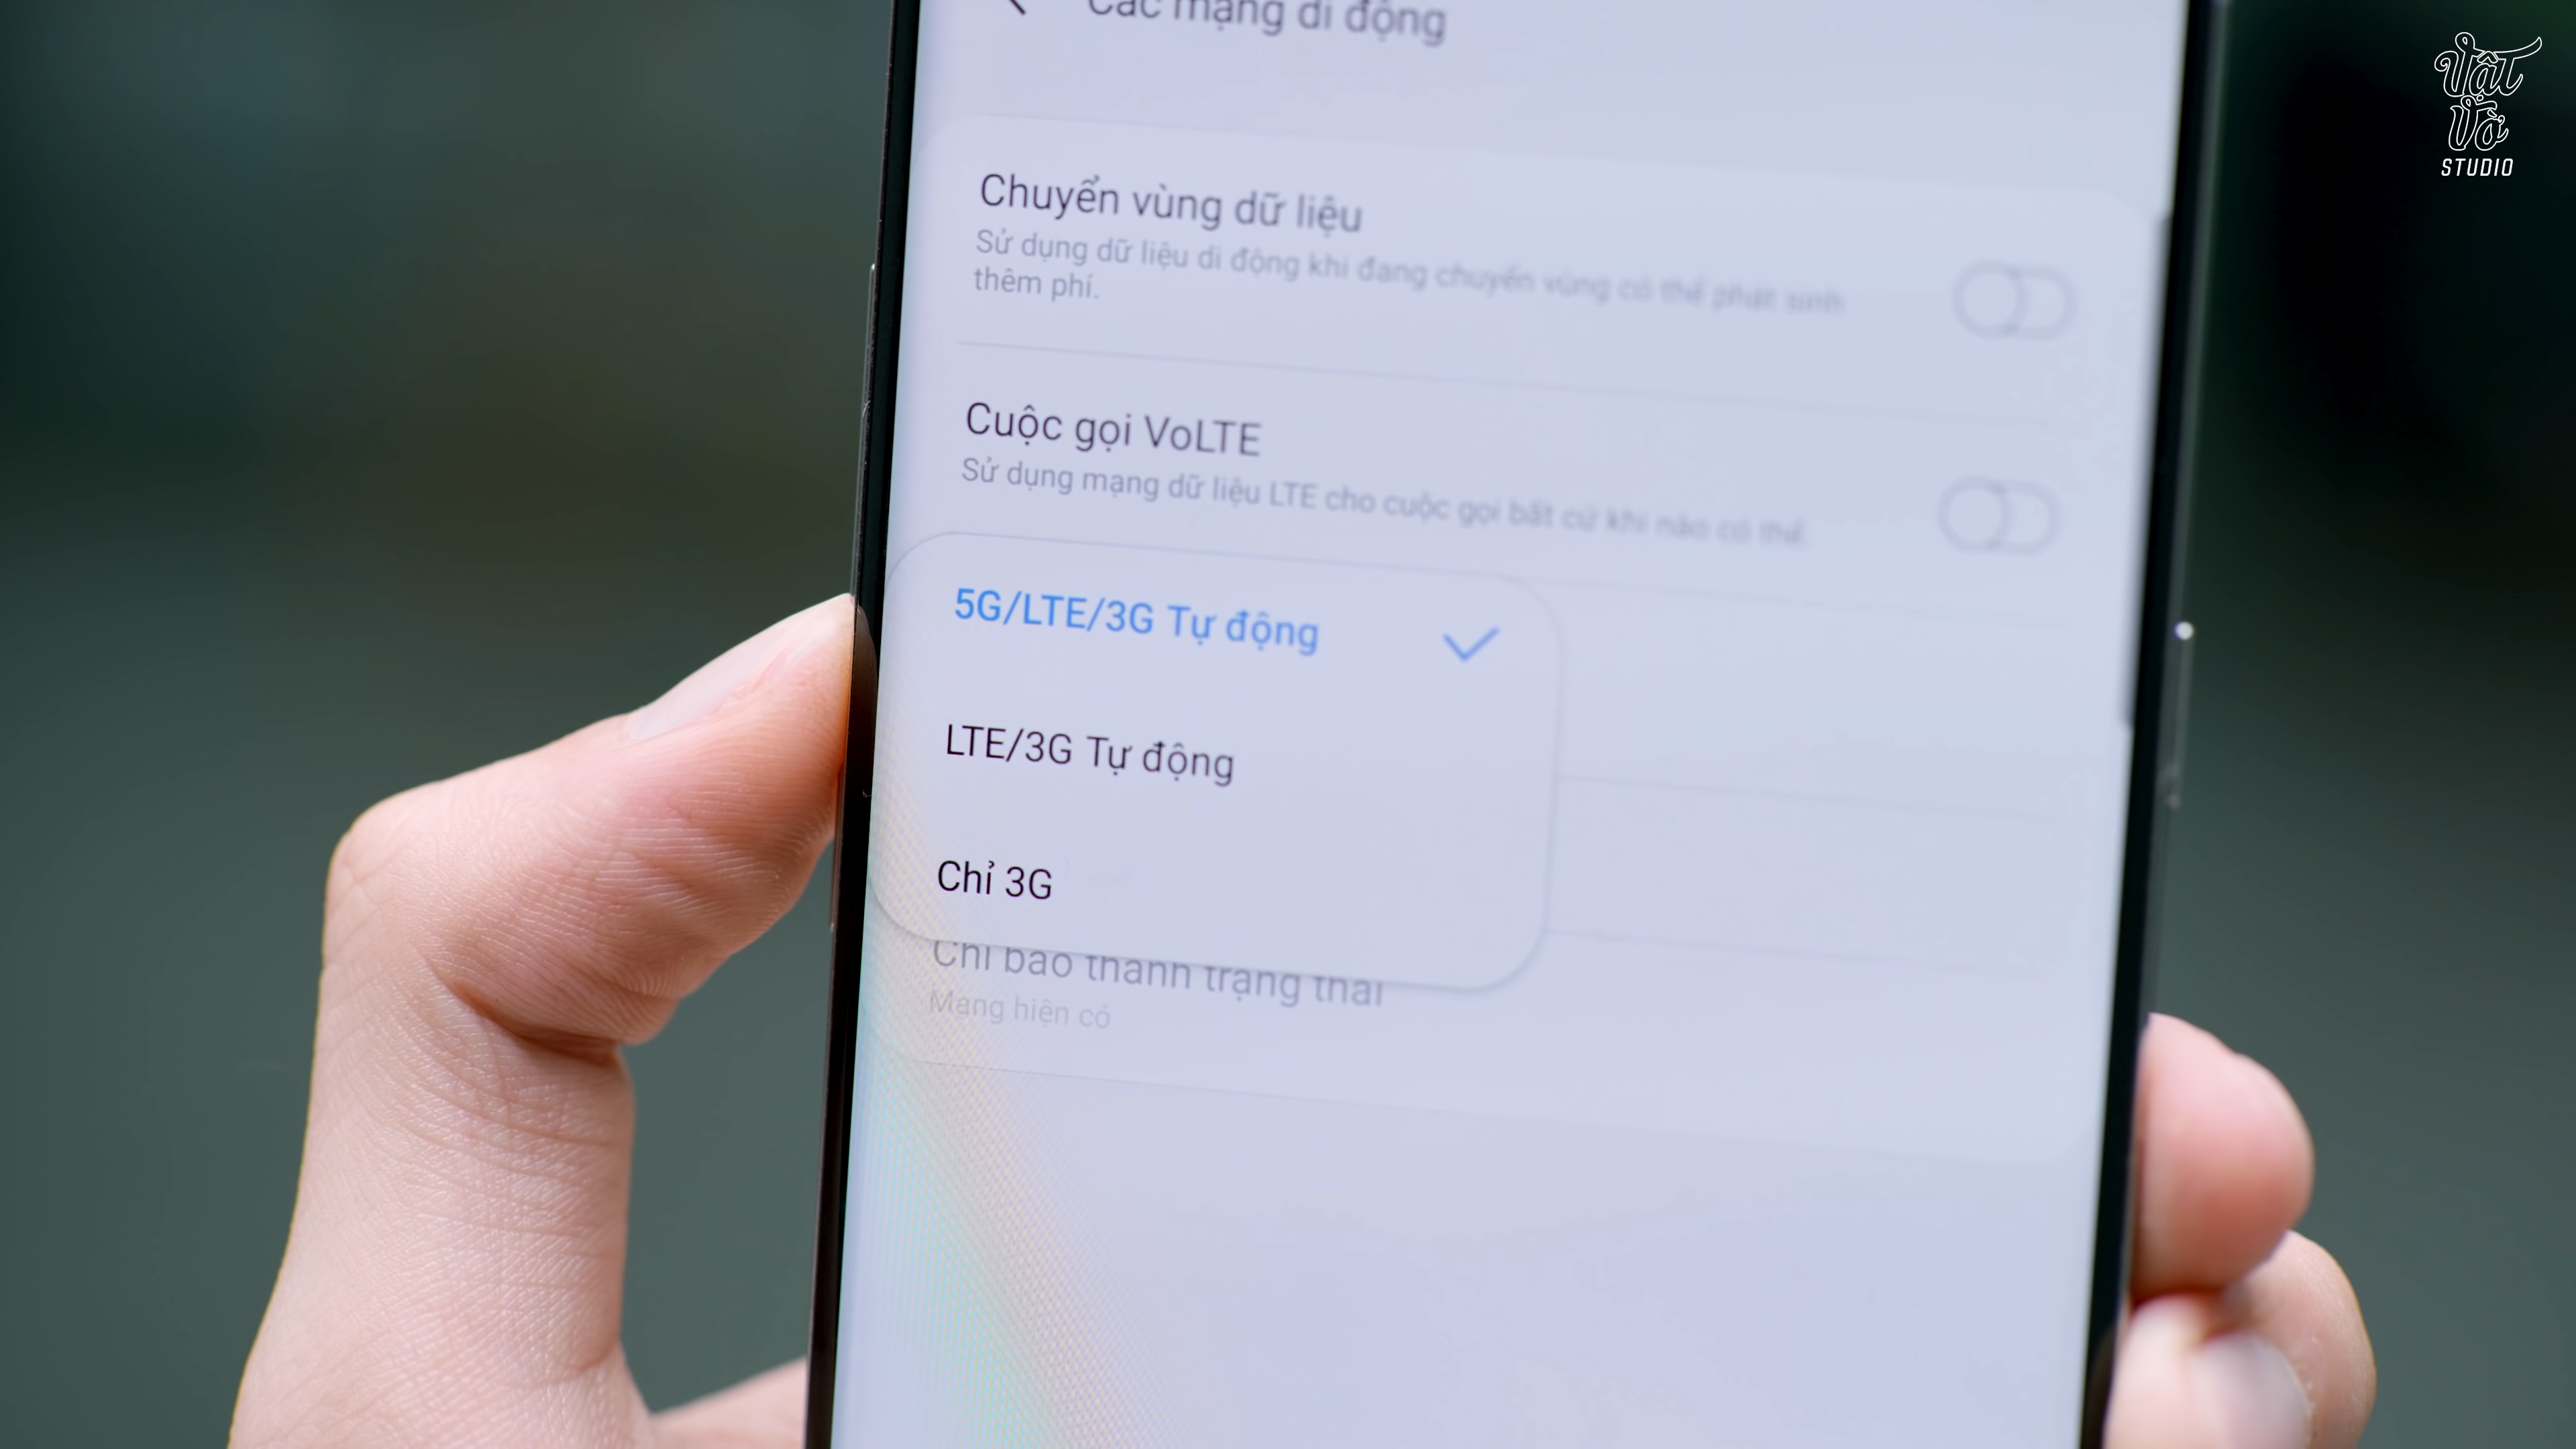 Các mạng di động
Vật
Vờ
STUDIO
Chuyển vùng dữ liệu
Sử dụng dữ liệu di động khi đang chuyển vùng có thể phát sinh
thêm phí.
Cuộc gọi VoLTE
Sử dụng mạng dữ liệu LTE cho cuộc gọi bất cứ khi nào có thể.
5G/LTE/3G Tự động
LTE/3G Tự động
Chỉ 3G
Chỉ báo thanh trạng thái
Mạng hiện có